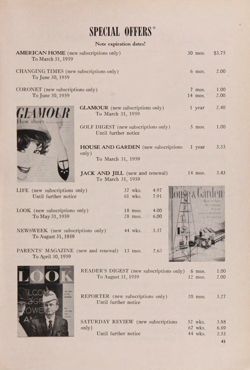 SPECIAL OFFERS*
Note expiration dates!
AMERICAN HOME (new subscriptions only) 30 mos. $3.75
To March 31, 1959
CHANGING TIMES (new subscriptions only) 6 mos. 2.00
To June 30, 1959
CORONET (new subscriptions only) 7 mos. 1.00
To June 30, 1959 14 mos. 2.00
GLAMOUR
GLAMOUR (new subscriptions only) 1 year 2.40
To March 31, 1959
GOLF DIGEST (new subscriptions only) 5 mos. 1.00
Until further notice
HOUSE AND GARDEN (new subscriptions only) 1 year 3.33
To March 31, 1959
JACK AND JILL (new and renewal) 14 mos. 3.45
To March 31, 1959
LIFE (new subscriptions only) 32 wks. 4.97
Until further notice 65 wks. 7.91
House & Garden
LOOK (new subscriptions only) 18 mos. 4.00
To May 31, 1959 28 mos. 6.00
NEWSWEEK (new subscriptions only) 44 wks. 3.37
To August 31, 1959
PARENTS' MAGAZINE (new and renewal) 15 mos. 2.65
To April 30, 1959
LOOK
READER'S DIGEST (new subscriptions only) 6 mos. 1.00
To August 31, 1959 12 mos. 2.00
REPORTER (new subscriptions only) 10 mos. 3.27
Until further notice
SATURDAY REVIEW (new subscriptions only) 32 wks. 3.88
67 wks. 6.69
Until further notice 44 wks. 2.32
41